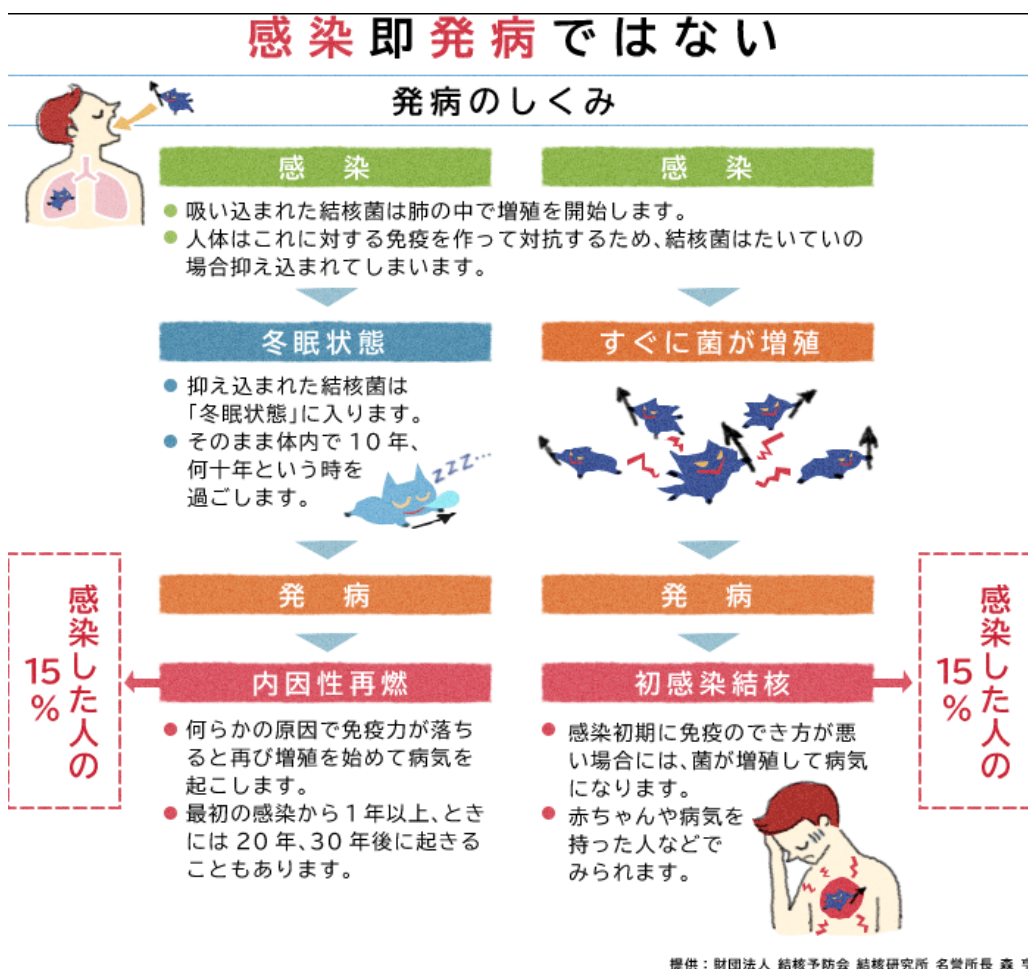 感染即発病ではない
発病のしくみ
感 染
感 染
吸い込まれた結核菌は肺の中で増殖を開始します。
人体はこれに対する免疫を作って対抗するため、結核菌はたいていの
場合抑え込まれてしまいます。
冬眠状態
抑え込まれた結核菌は
「冬眠状態」に入ります。
そのまま体内で 10 年、
何十年という時を
過ごします。
zzz…
すぐに菌が増殖
発 病
内因性再燃
何らかの原因で免疫力が落ち
ると再び増殖を始めて病気を
起こします。
最初の感染から1年以上、とき
には 20 年、30 年後に起きる
こともあります。
感染した人の
15
%
発 病
初感染結核
感染初期に免疫のでき方が悪
い場合には、菌が増殖して病気
になります。
赤ちゃんや病気を
持った人などで
みられます。
感染した人の
15
%
提供：財団法人 結核予防会 結核研究所 名誉所長 森